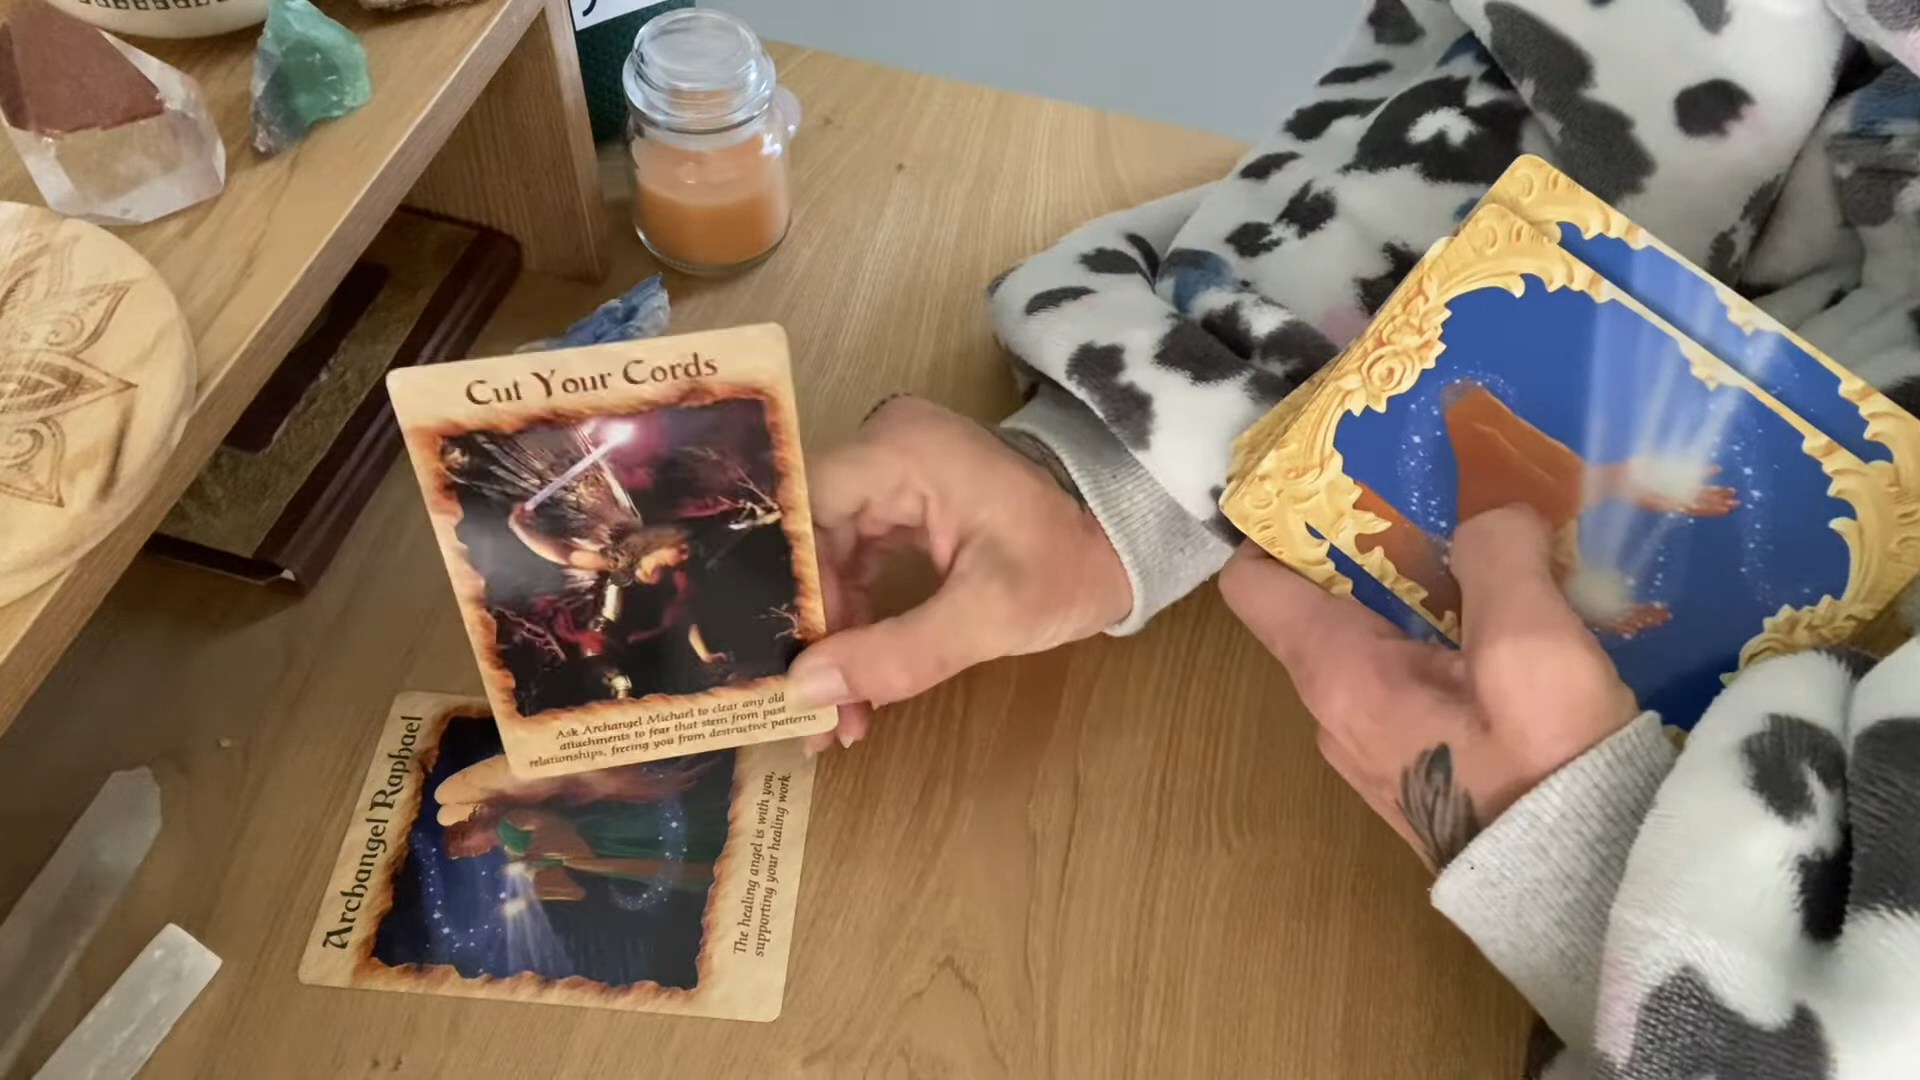 Cut Your Cords
Ask Archangel Michael to clear any old
attachments to fear that stem from past
relationships, freeing you from destructive patterns
Archangel Raphael
The healing angel is with you,
supporting your healing work.